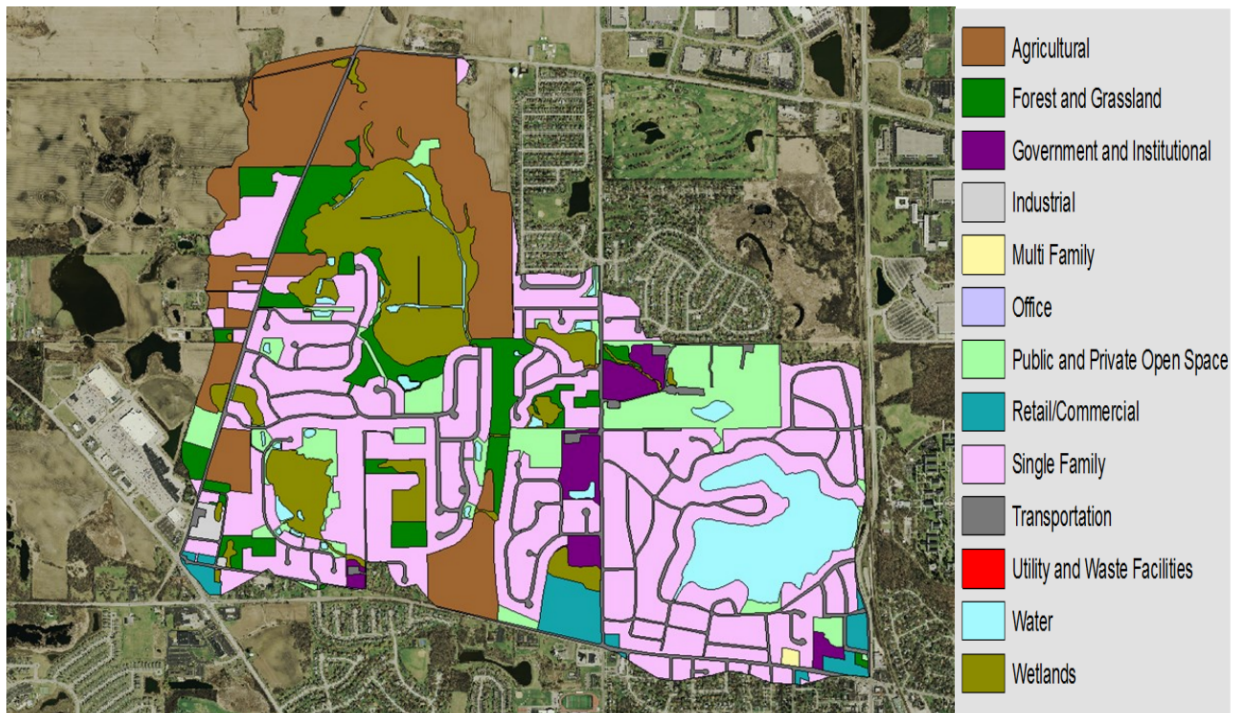 Agricultural
Forest and Grassland
Government and Institutional
Industrial
Multi Family
Office
Public and Private Open Space
Retail/Commercial
Single Family
Transportation
Utility and Waste Facilities
Water
Wetlands